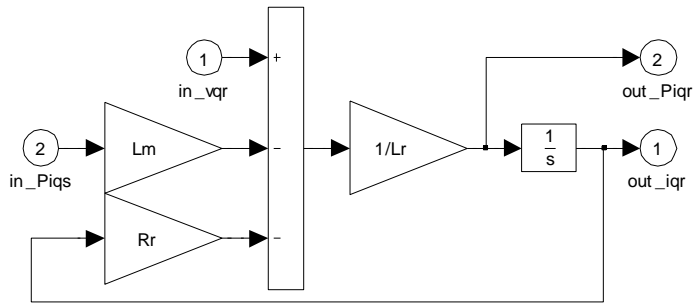 1
in_vqr
+
2
out_Piqr
2
in_Piqs
Lm
−
1/Lr
1
s
1
out_iqr
Rr
−